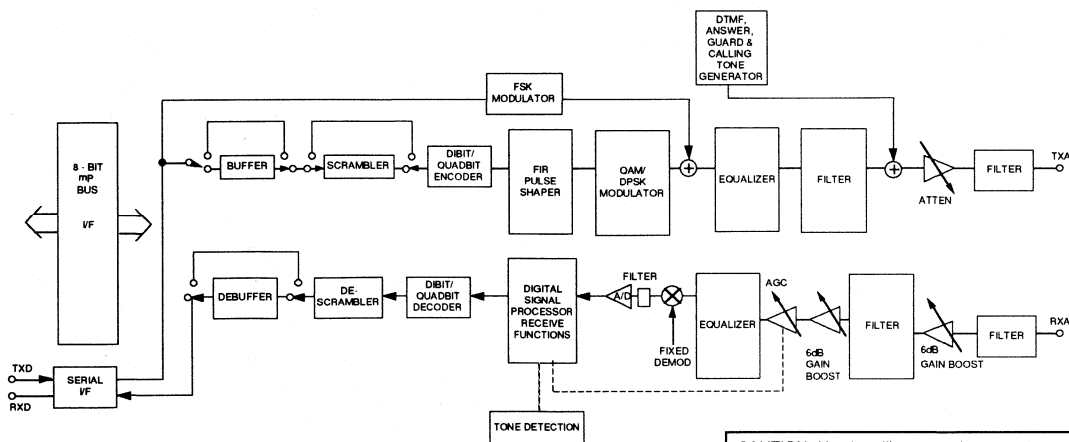 DTMF,
ANSWER,
GUARD &
CALLING
TONE
GENERATOR
FSK
MODULATOR
8 - BIT
mP
BUS
I/F
BUFFER
SCRAMBLER
DIBIT/
QUADBIT
ENCODER
FIR
PULSE
SHAPER
QAM/
DPSK
MODULATOR
EQUALIZER
FILTER
ATTEN
FILTER
TXA
DEBUFFER
DE-
SCRAMBLER
DIBIT/
QUADBIT
DECODER
DIGITAL
SIGNAL
PROCESSOR
RECEIVE
FUNCTIONS
A/D
FILTER
FIXED
DEMOD
EQUALIZER
AGC
6dB
GAIN
BOOST
FILTER
6dB
GAIN BOOST
FILTER
RXA
TXD
RXD
SERIAL
I/F
TONE DETECTION